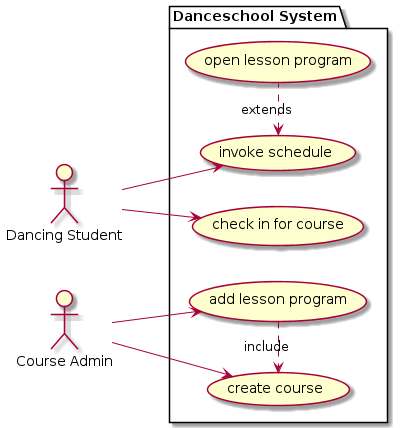 Danceschool System
open lesson program
extends
invoke schedule
check in for course
Dancing Student
add lesson program
include
create course
Course Admin